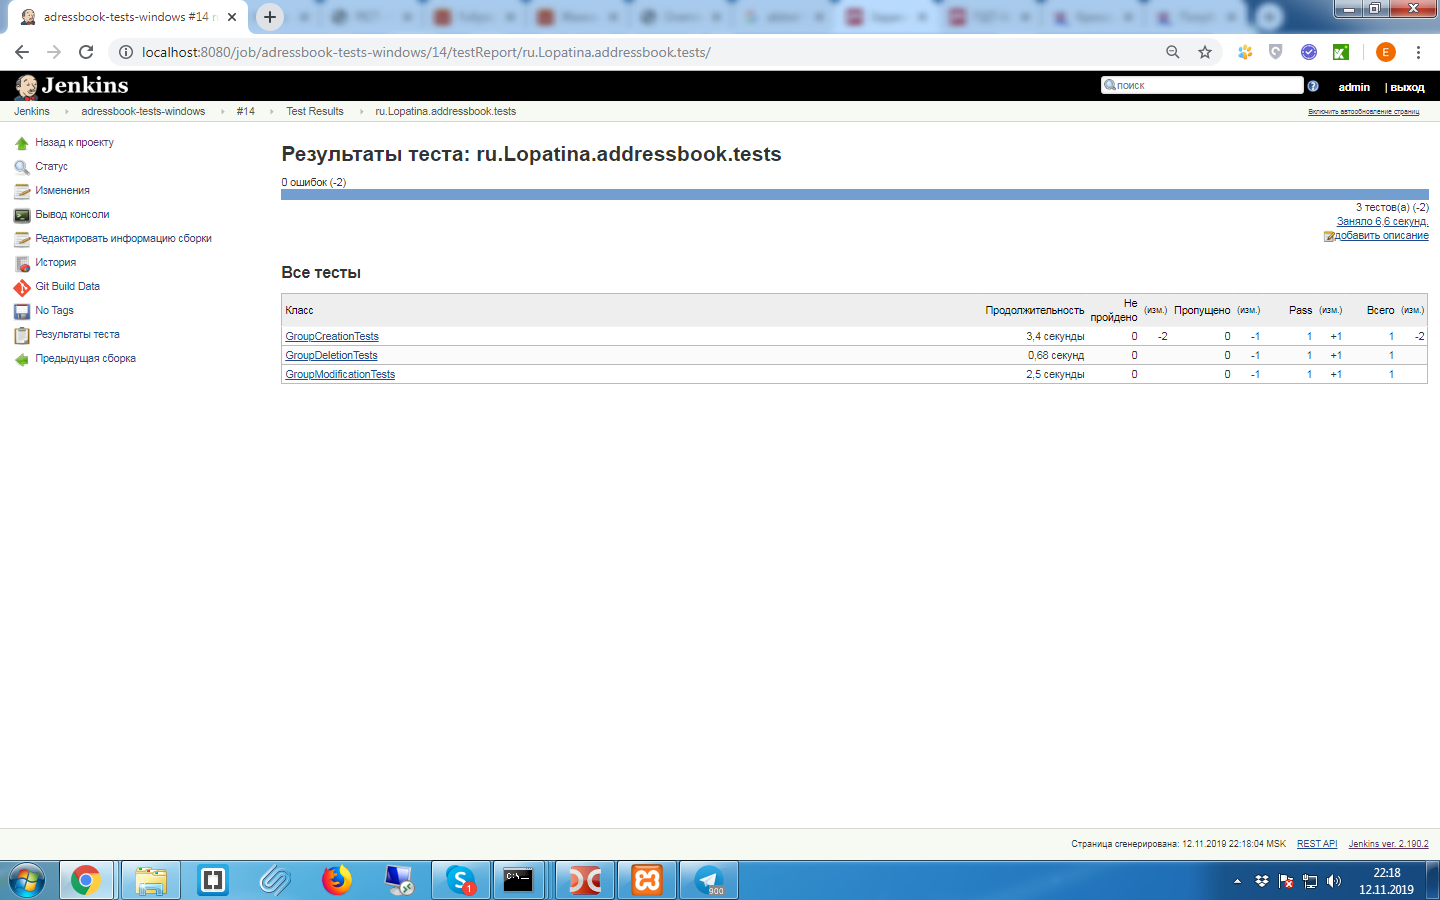 adressbook-tests-windows #14
localhost:8080/job/adressbook-tests-windows/14/testReport/ru.Lopatina.addressbook.tests/
E
Jenkins
поиск
admin
| выход
Jenkins adressbook-tests-windows #14 Test Results ru.Lopatina.addressbook.tests
Включить автообновление страниц
Назад к проекту
Статус
Изменения
Вывод консоли
Редактировать информацию сборки
История
Git Build Data
No Tags
Результаты теста
Предыдущая сборка
Результаты теста: ru.Lopatina.addressbook.tests
0 ошибок (-2)
3 тестов(а) (-2)
Заняло 6,6 секунд.
добавить описание
Все тесты
Класс Продолжительность Не пройдено (изм.) Пропущено (изм.) Pass (изм.) Всего (изм.)
GroupCreationTests 3,4 секунды 0 -2 0 -1 1 +1 1 -2
GroupDeletionTests 0,68 секунд 0 0 -1 1 +1 1
GroupModificationTests 2,5 секунды 0 0 -1 1 +1 1
Страница сгенерирована: 12.11.2019 22:18:04 MSK REST API Jenkins ver. 2.190.2
S
1
C:\
900
22:18
12.11.2019